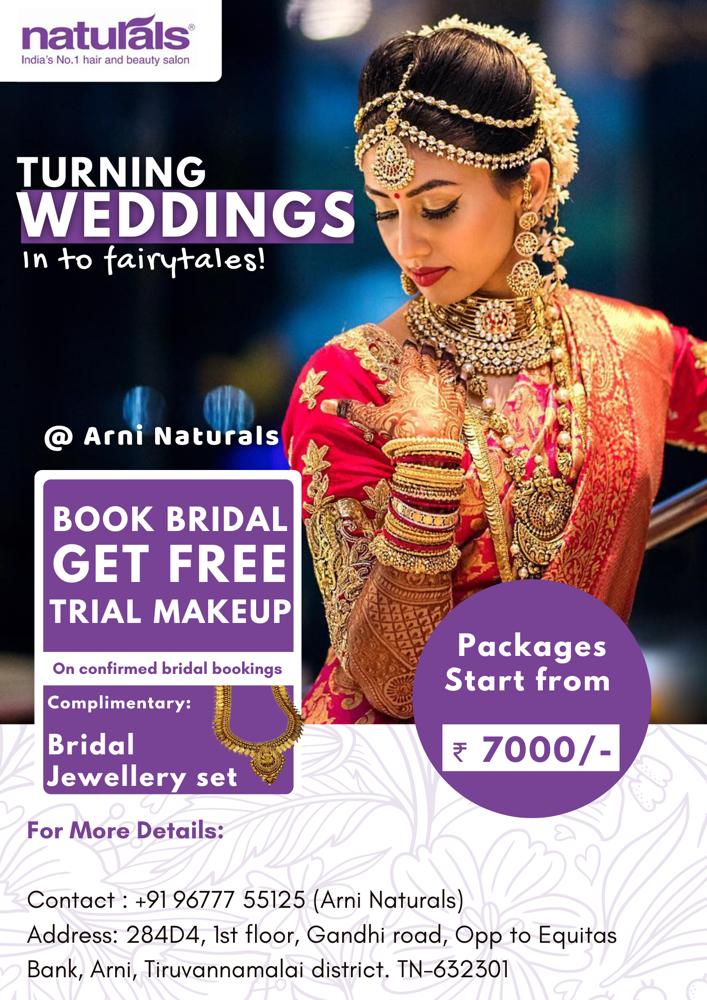 naturals®
India's No.1 hair and beauty salon
TURNING
WEDDINGS
In to fairytales!
@ Arni Naturals
BOOK BRIDAL
GET FREE
TRIAL MAKEUP
On confirmed bridal bookings
Complimentary:
Bridal
Jewellery set
Packages
Start from
₹ 7000/-
For More Details:
Contact : +91 96777 55125 (Arni Naturals)
Address: 284D4, 1st floor, Gandhi road, Opp to Equitas
Bank, Arni, Tiruvannamalai district. TN-632301